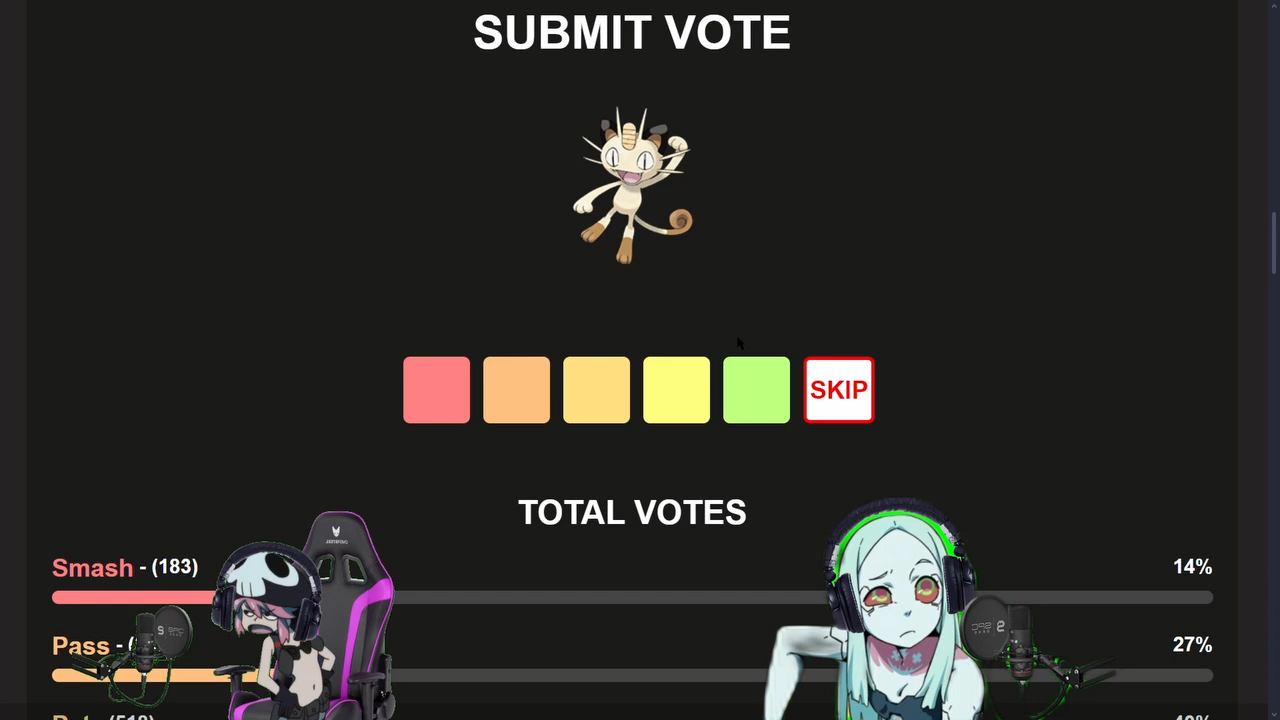 SUBMIT VOTE
SKIP
TOTAL VOTES
Smash - (183)
14%
Pass - (
27%